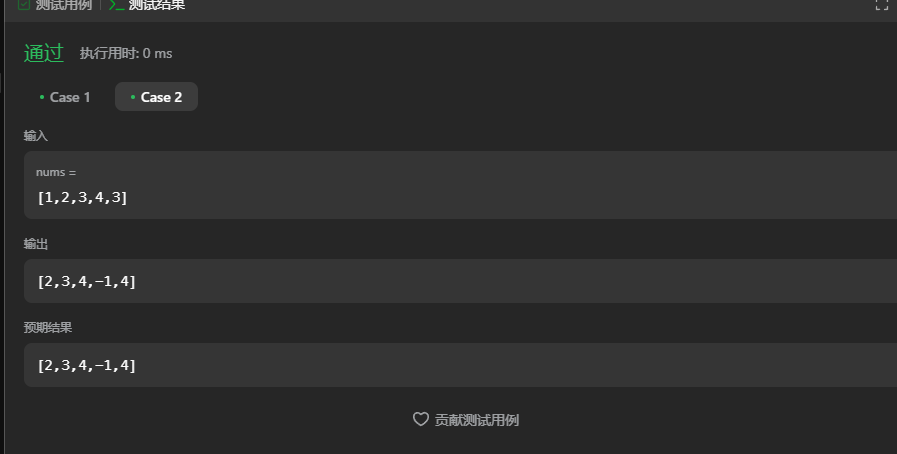 测试用例 | >_ 测试结果
通过 执行用时: 0 ms
• Case 1 • Case 2
输入
nums =
[1,2,3,4,3]
输出
[2,3,4,-1,4]
预期结果
[2,3,4,-1,4]
贡献测试用例